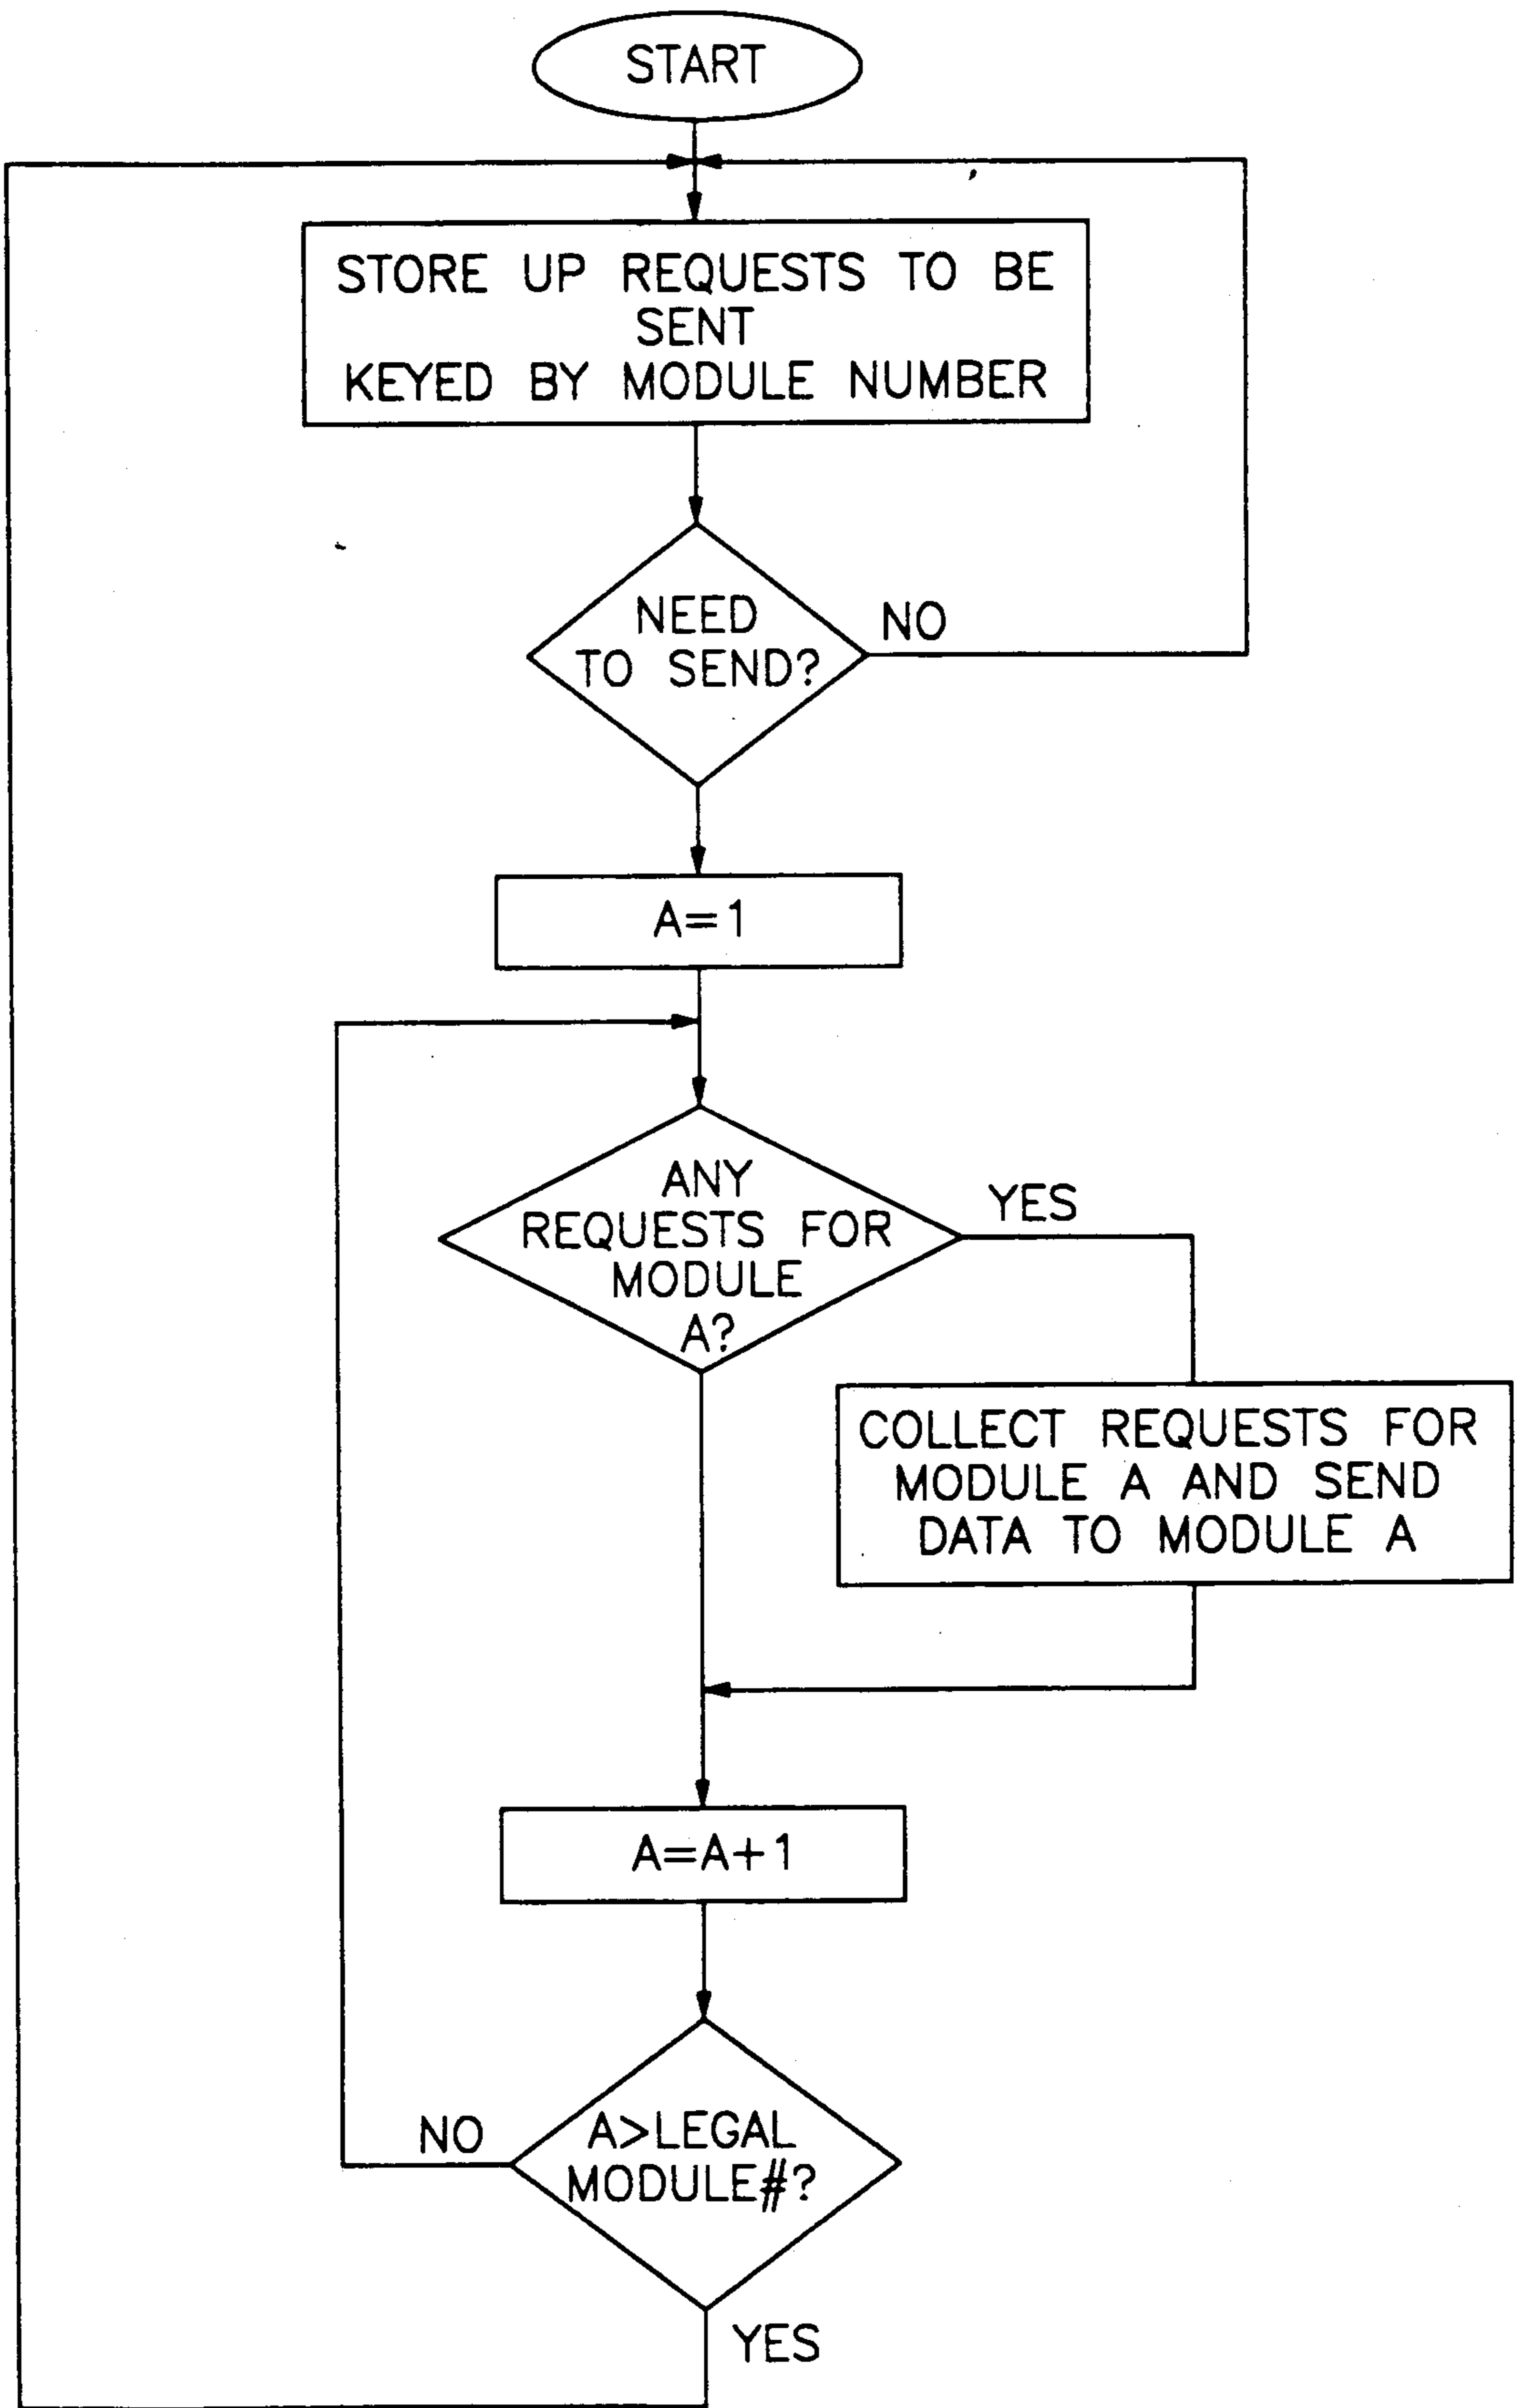 START
STORE UP REQUESTS TO BE
SENT
KEYED BY MODULE NUMBER
NEED
TO SEND?
NO
A=1
ANY
REQUESTS FOR
MODULE
A?
YES
COLLECT REQUESTS FOR
MODULE A AND SEND
DATA TO MODULE A
A=A+1
A>LEGAL
MODULE#?
NO
YES